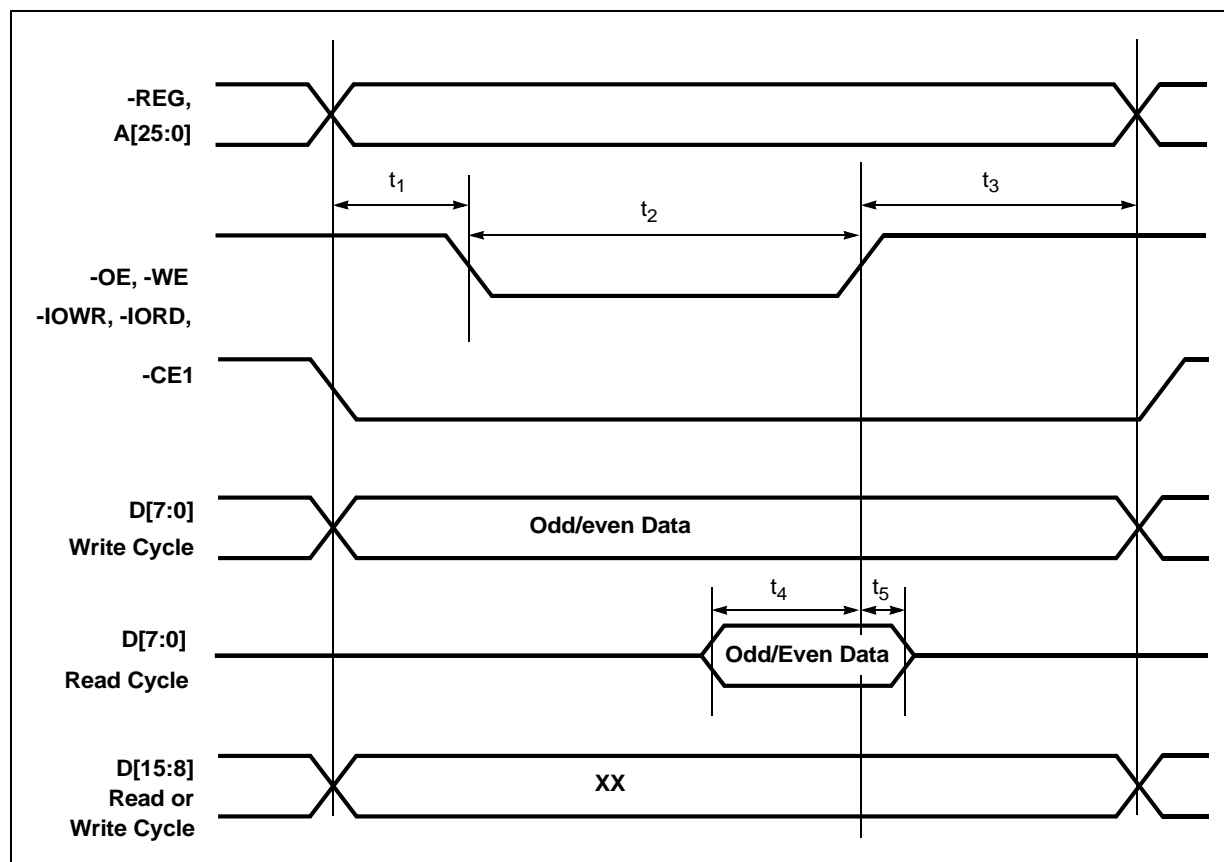 -REG,
A[25:0]
t1
t2
t3
-OE, -WE
-IOWR, -IORD,
-CE1
D[7:0]
Write Cycle
Odd/even Data
t4
t5
D[7:0]
Read Cycle
Odd/Even Data
D[15:8]
Read or
Write Cycle
XX